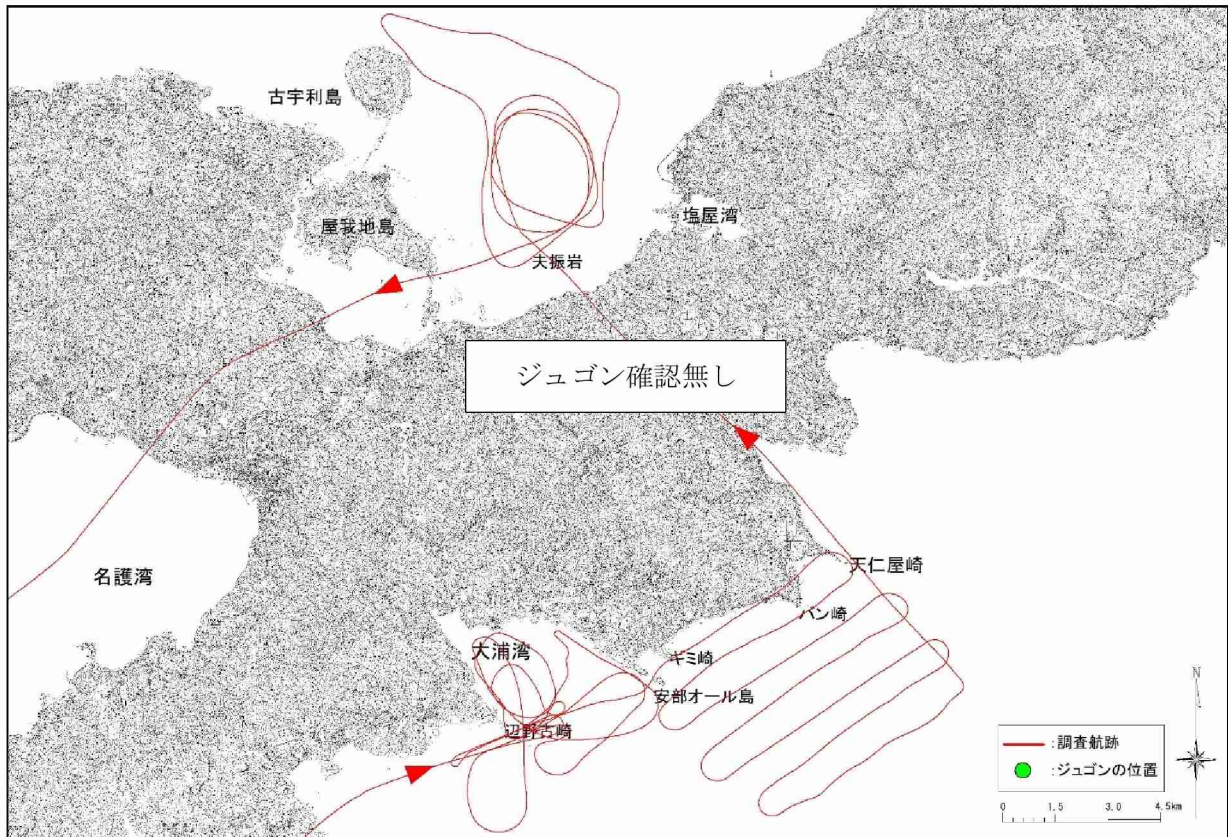 古宇利島
屋我地島
塩屋湾
夫振岩
ジュゴン確認無し
名護湾
天仁屋崎
バン崎
大浦湾
ギミ崎
安部オール島
辺野古崎
N
:調査航跡
:ジュゴンの位置
0 1.5 3.0 4.5km